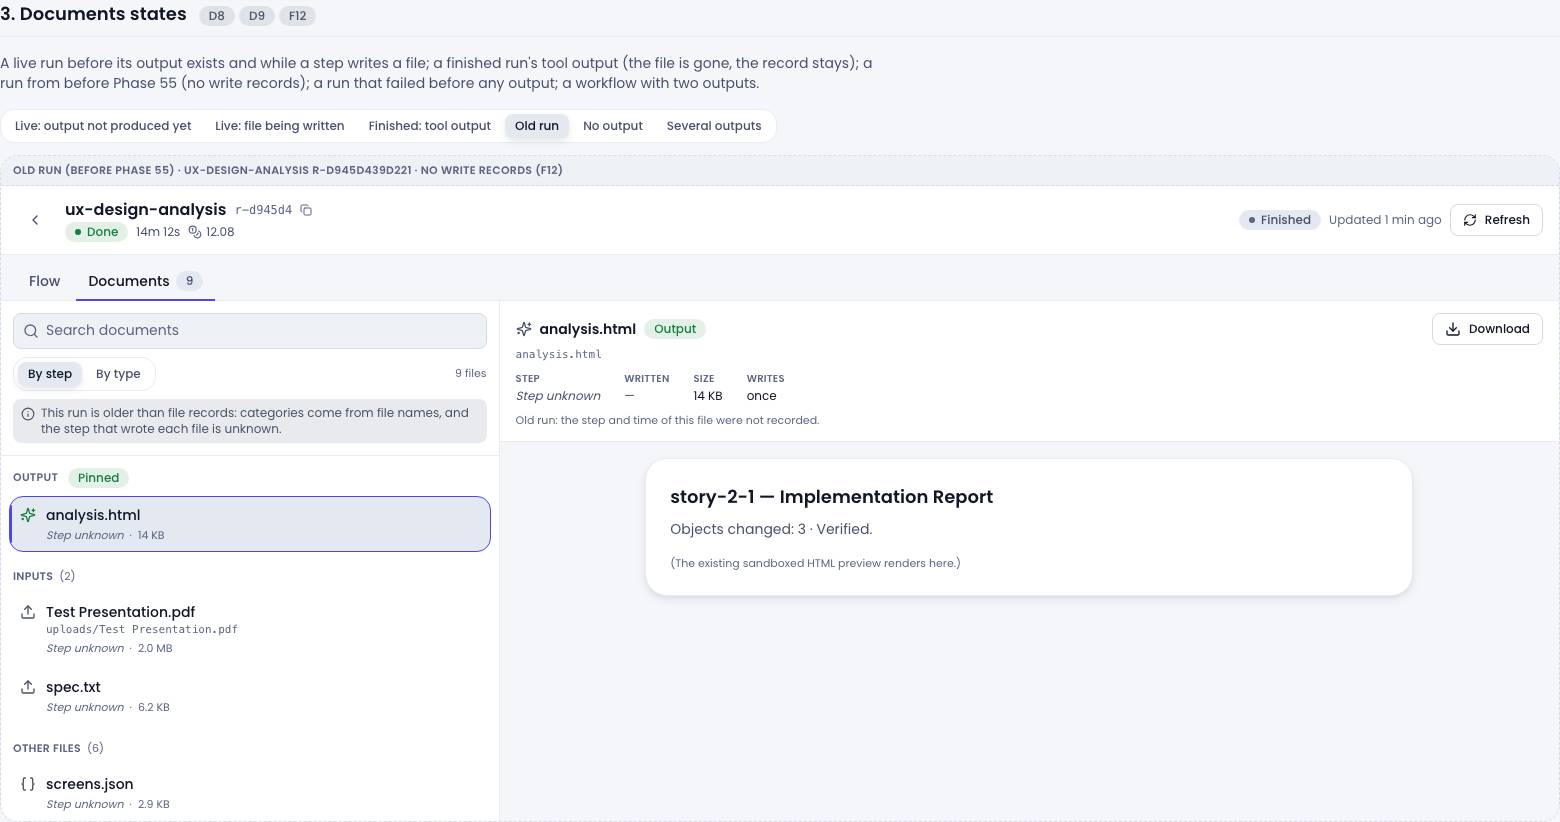 3. Documents states D8 D9 F12
A live run before its output exists and while a step writes a file; a finished run's tool output (the file is gone, the record stays); a
run from before Phase 55 (no write records); a run that failed before any output; a workflow with two outputs.
Live: output not produced yet Live: file being written Finished: tool output Old run No output Several outputs
OLD RUN (BEFORE PHASE 55) · UX-DESIGN-ANALYSIS R-D945D439D221 · NO WRITE RECORDS (F12)
ux-design-analysis r-d945d4
Done 14m 12s 12.08
Finished Updated 1 min ago Refresh
Flow Documents 9
Search documents
By step By type 9 files
This run is older than file records: categories come from file names, and
the step that wrote each file is unknown.
OUTPUT Pinned
analysis.html
Step unknown · 14 KB
INPUTS (2)
Test Presentation.pdf
uploads/Test Presentation.pdf
Step unknown · 2.0 MB
spec.txt
Step unknown · 6.2 KB
OTHER FILES (6)
screens.json
Step unknown · 2.9 KB
analysis.html Output Download
analysis.html
STEP WRITTEN SIZE WRITES
Step unknown — 14 KB once
Old run: the step and time of this file were not recorded.
story-2-1 — Implementation Report
Objects changed: 3 · Verified.
(The existing sandboxed HTML preview renders here.)